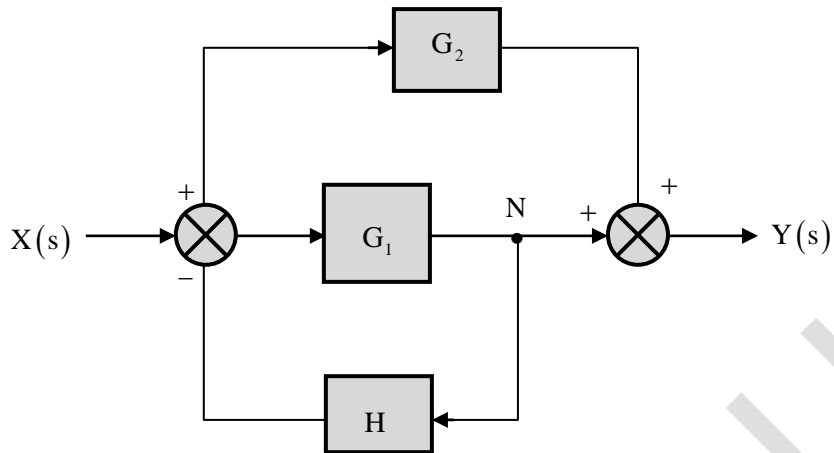 G₂
+
+
X(s)
G₁
N
+
Y(s)
−
H